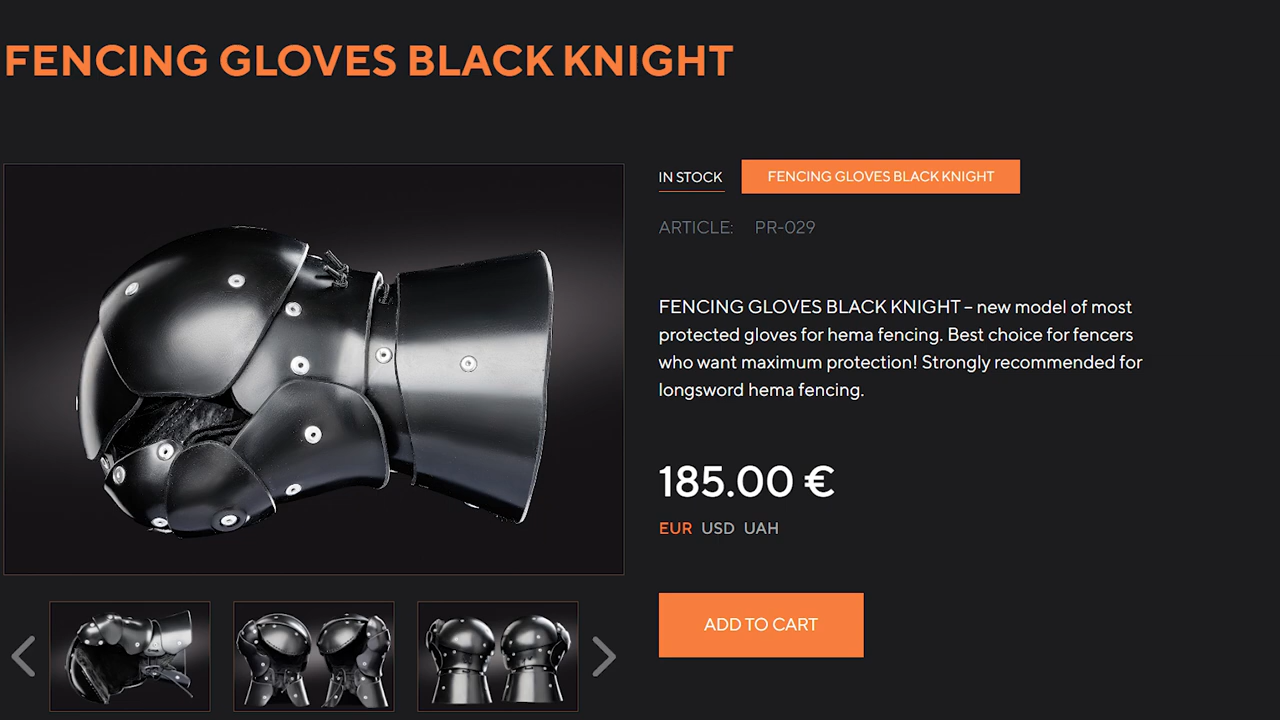 FENCING GLOVES BLACK KNIGHT
IN STOCK
FENCING GLOVES BLACK KNIGHT
ARTICLE: PR-029
FENCING GLOVES BLACK KNIGHT – new model of most
protected gloves for hema fencing. Best choice for fencers
who want maximum protection! Strongly recommended for
longsword hema fencing.
185.00 €
EUR USD UAH
ADD TO CART